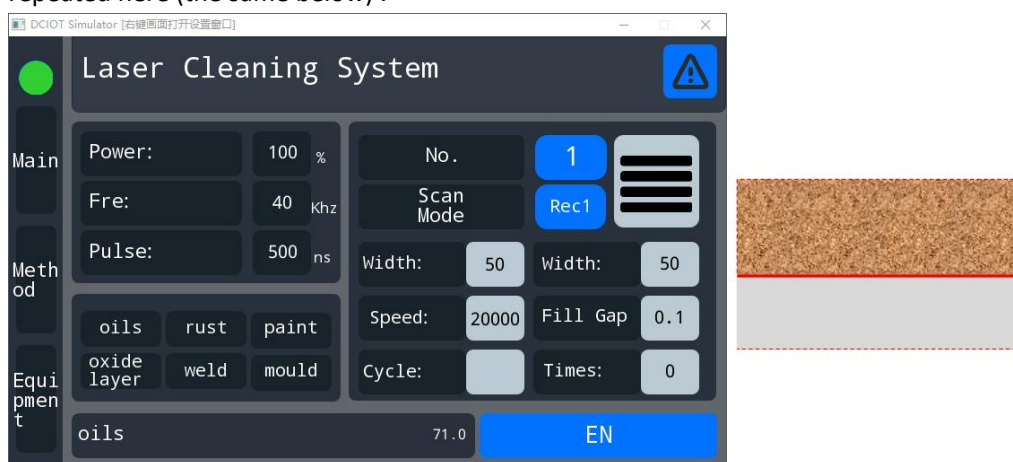 repeated here (the same below) .
DCIOT Simulator [右键画面打开设置窗口]
Laser Cleaning System
Main
Meth
od
Equi
pmen
t
Power: 100 %
Fre: 40 Khz
Pulse: 500 ns
oils rust paint
oxide
layer weld mould
No. 1
Scan
Mode Rec1
Width: 50 Width: 50
Speed: 20000 Fill Gap 0.1
Cycle: Times: 0
oils 71.0 EN